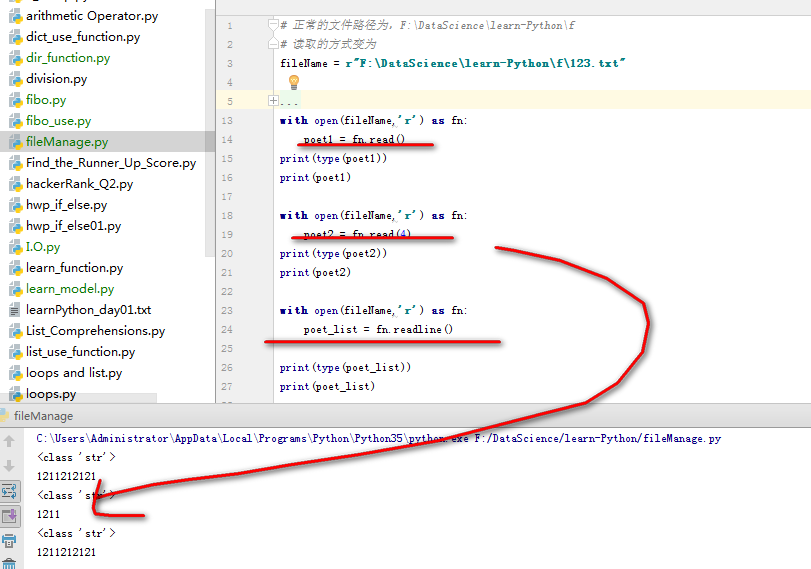 arithmetic Operator.py
dict_use_function.py
dir_function.py
division.py
fibo.py
fibo_use.py
fileManage.py
Find_the_Runner_Up_Score.py
hackerRank_Q2.py
hwp_if_else.py
hwp_if_else01.py
I.O.py
learn_function.py
learn_model.py
learnPython_day01.txt
List_Comprehensions.py
list_use_function.py
loops and list.py
loops.py
1 # 正常的文件路径为，F:\DataScience\learn-Python\f
2 # 读取的方式变为
3 fileName = r"F:\DataScience\learn-Python\f\123.txt"
4
5 ...
13 with open(fileName,'r') as fn:
14 poet1 = fn.read()
15 print(type(poet1))
16 print(poet1)
17
18 with open(fileName,'r') as fn:
19 poet2 = fn.read(4)
20 print(type(poet2))
21 print(poet2)
22
23 with open(fileName,'r') as fn:
24 poet_list = fn.readline()
25
26 print(type(poet_list))
27 print(poet_list)
fileManage
C:\Users\Administrator\AppData\Local\Programs\Python\Python35\python.exe F:/DataScience/learn-Python/fileManage.py
<class 'str'>
1211212121
<class 'str'>
1211
<class 'str'>
1211212121